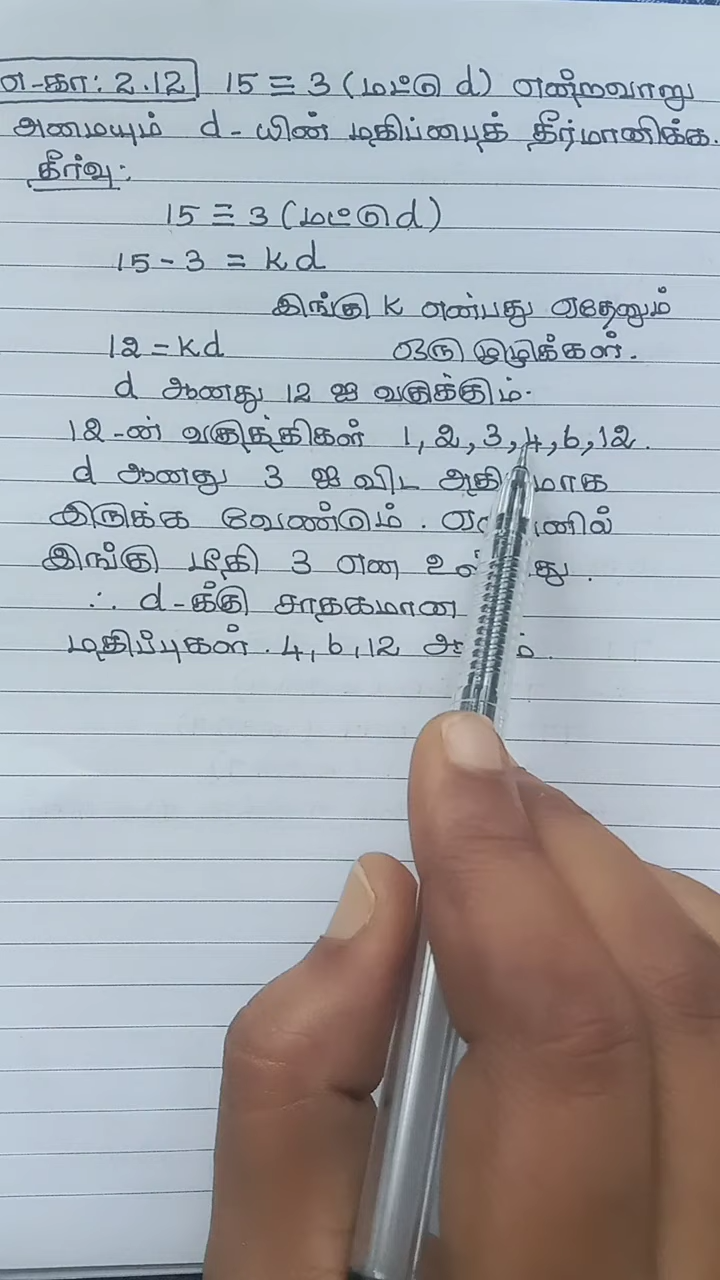 எ-கா: 2.12 15 ≡ 3 (மட்டு d) என்றவாறு
அமையும் d-யின் மதிப்பைத் தீர்மானிக்க.
தீர்வு:
15 ≡ 3 (மட்டு d)
15 - 3 = kd
இங்கு k என்பது ஏதேனும்
12 = kd ஒரு முழுக்கள்.
d ஆனது 12 ஐ வகுக்கும்.
12-ன் வகுத்திகள் 1, 2, 3, 4, 6, 12.
d ஆனது 3 ஐ விட
இருக்க வேண்டும்.
இங்கு மீதி 3 என
∴ d-க்கு சாதகமான
மதிப்புகள். 4, 6, 12